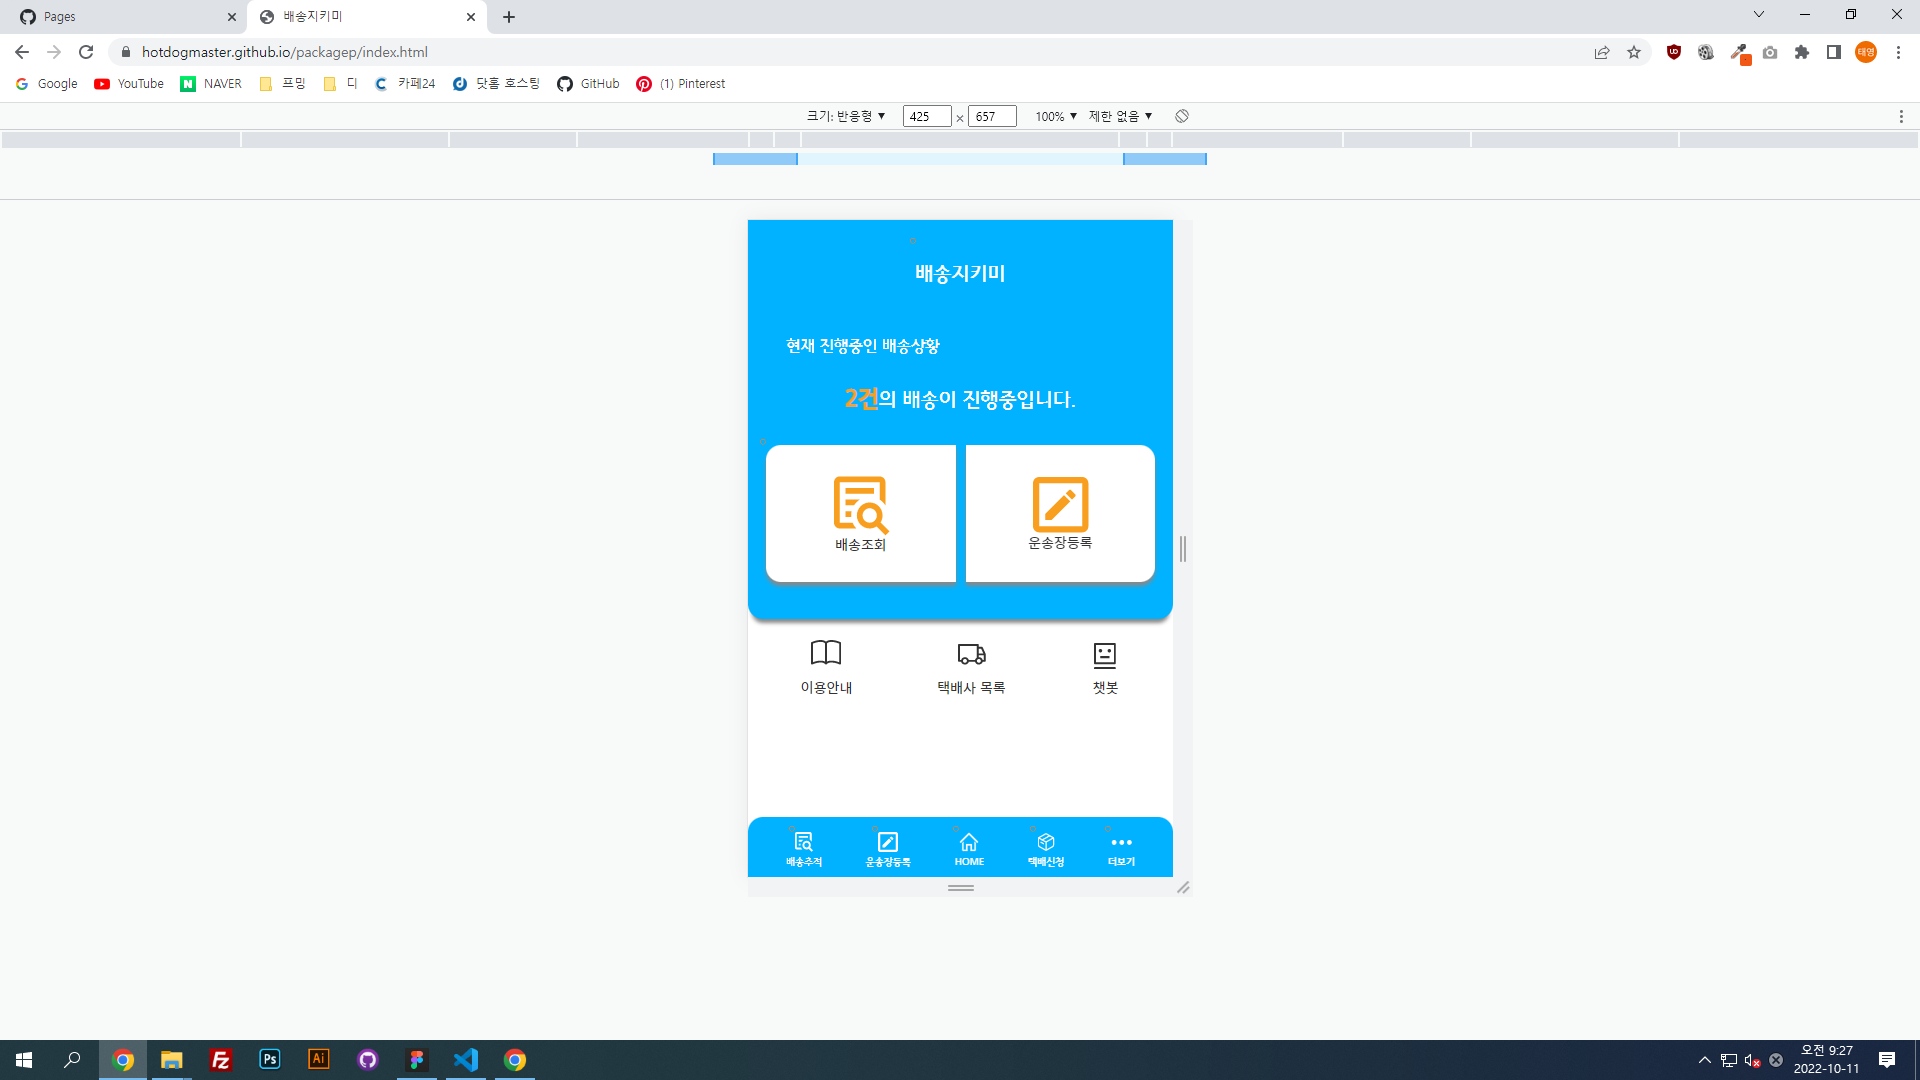 Pages
배송지키미
hotdogmaster.github.io/packagep/index.html
태영
Google
YouTube
NAVER
프밍
디
카페24
닷홈 호스팅
GitHub
(1) Pinterest
크기: 반응형 ▼
425 × 657
100% ▼
제한 없음 ▼
배송지키미
현재 진행중인 배송상황
2건의 배송이 진행중입니다.
배송조회
운송장등록
이용안내
택배사 목록
챗봇
배송추적
운송장등록
HOME
택배신청
더보기
Fz
Ps
Ai
오전 9:27
2022-10-11